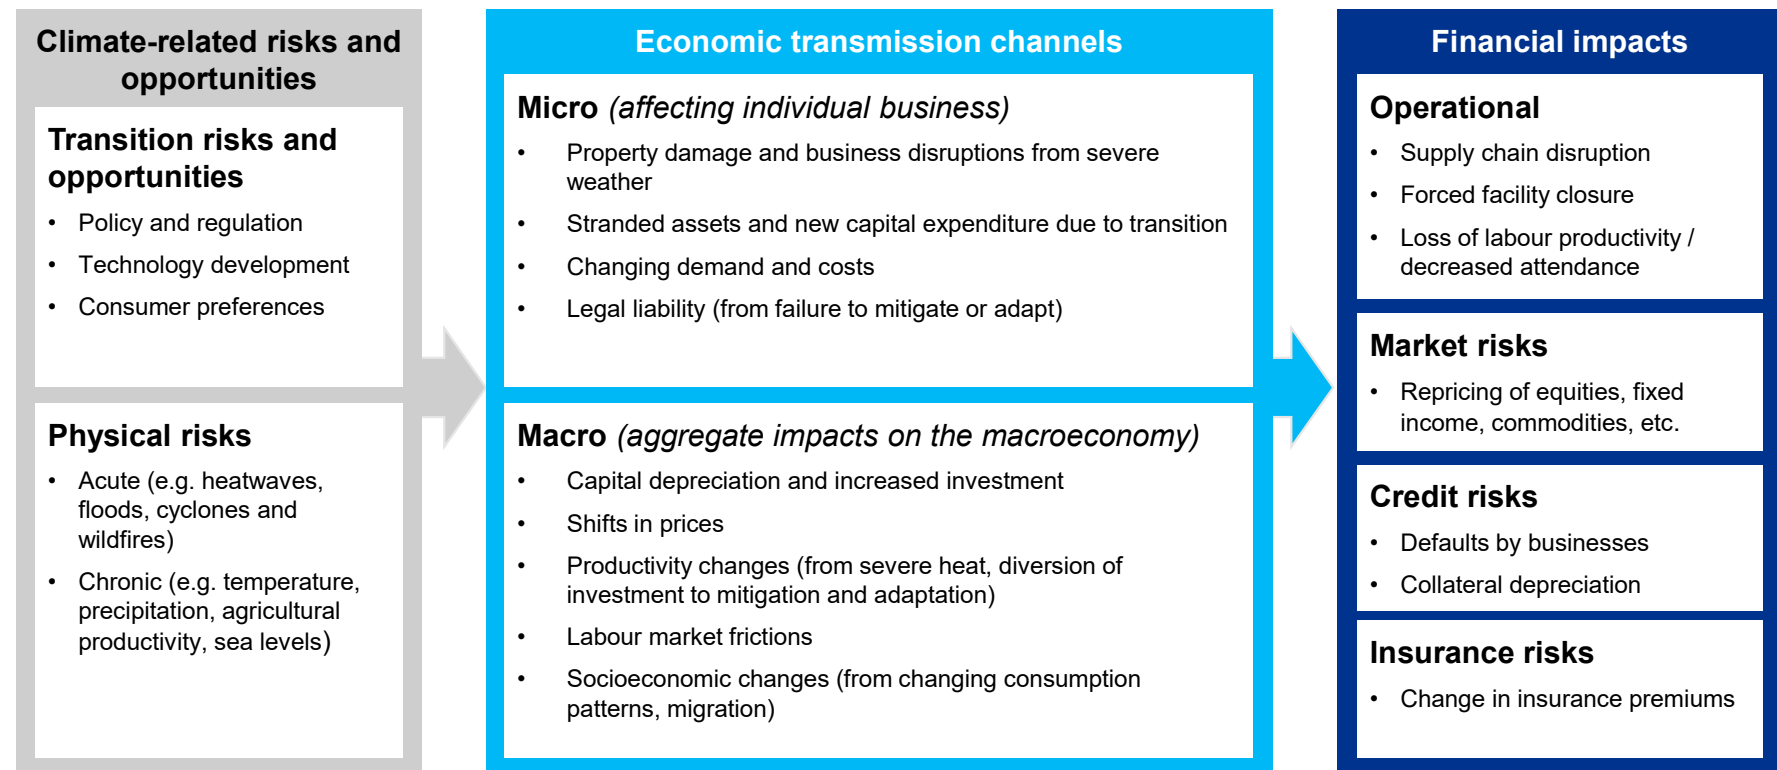 Climate-related risks and
opportunities
Transition risks and
opportunities
• Policy and regulation
• Technology development
• Consumer preferences
Physical risks
• Acute (e.g. heatwaves,
floods, cyclones and
wildfires)
• Chronic (e.g. temperature,
precipitation, agricultural
productivity, sea levels)
Economic transmission channels
Micro (affecting individual business)
• Property damage and business disruptions from severe
weather
• Stranded assets and new capital expenditure due to transition
• Changing demand and costs
• Legal liability (from failure to mitigate or adapt)
Macro (aggregate impacts on the macroeconomy)
• Capital depreciation and increased investment
• Shifts in prices
• Productivity changes (from severe heat, diversion of
investment to mitigation and adaptation)
• Labour market frictions
• Socioeconomic changes (from changing consumption
patterns, migration)
Financial impacts
Operational
• Supply chain disruption
• Forced facility closure
• Loss of labour productivity /
decreased attendance
Market risks
• Repricing of equities, fixed
income, commodities, etc.
Credit risks
• Defaults by businesses
• Collateral depreciation
Insurance risks
• Change in insurance premiums